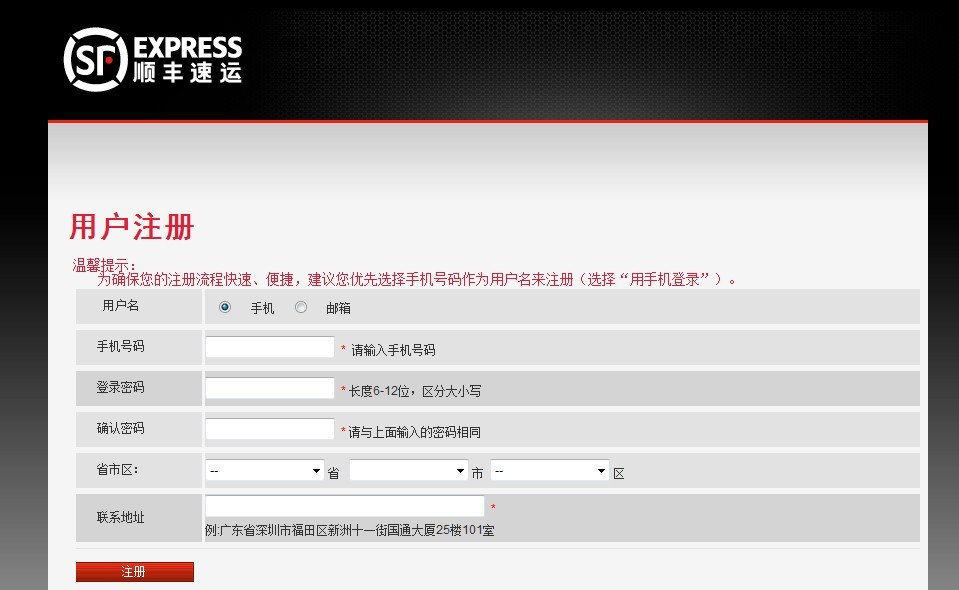 SF EXPRESS
顺丰速运
用户注册
温馨提示：
为确保您的注册流程快速、便捷，建议您优先选择手机号码作为用户名来注册（选择“用手机登录”）。
用户名 手机 邮箱
手机号码 * 请输入手机号码
登录密码 * 长度6-12位，区分大小写
确认密码 * 请与上面输入的密码相同
省市区: -- 省 市 -- 区
联系地址 *
例:广东省深圳市福田区新洲十一街国通大厦25楼101室
注册